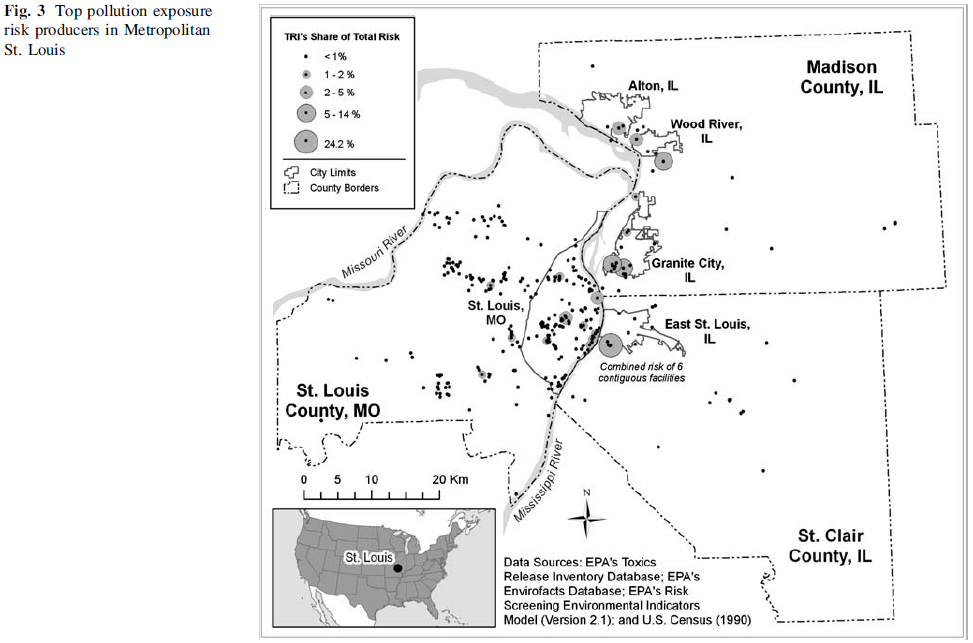 Fig. 3 Top pollution exposure
risk producers in Metropolitan
St. Louis
TRI's Share of Total Risk
<1%
1 - 2 %
2 - 5 %
5 - 14 %
24.2 %
City Limits
County Borders
Madison
County, IL
Alton, IL
Wood River,
IL
Missouri River
Granite City,
IL
St. Louis,
MO
East St. Louis,
IL
Combined risk of 6
contiguous facilities
St. Louis
County, MO
0 5 10 20 Km
Mississippi River
N
St. Louis
St. Clair
County, IL
Data Sources: EPA's Toxics
Release Inventory Database; EPA's
Envirofacts Database; EPA's Risk
Screening Environmental Indicators
Model (Version 2.1): and U.S. Census (1990)